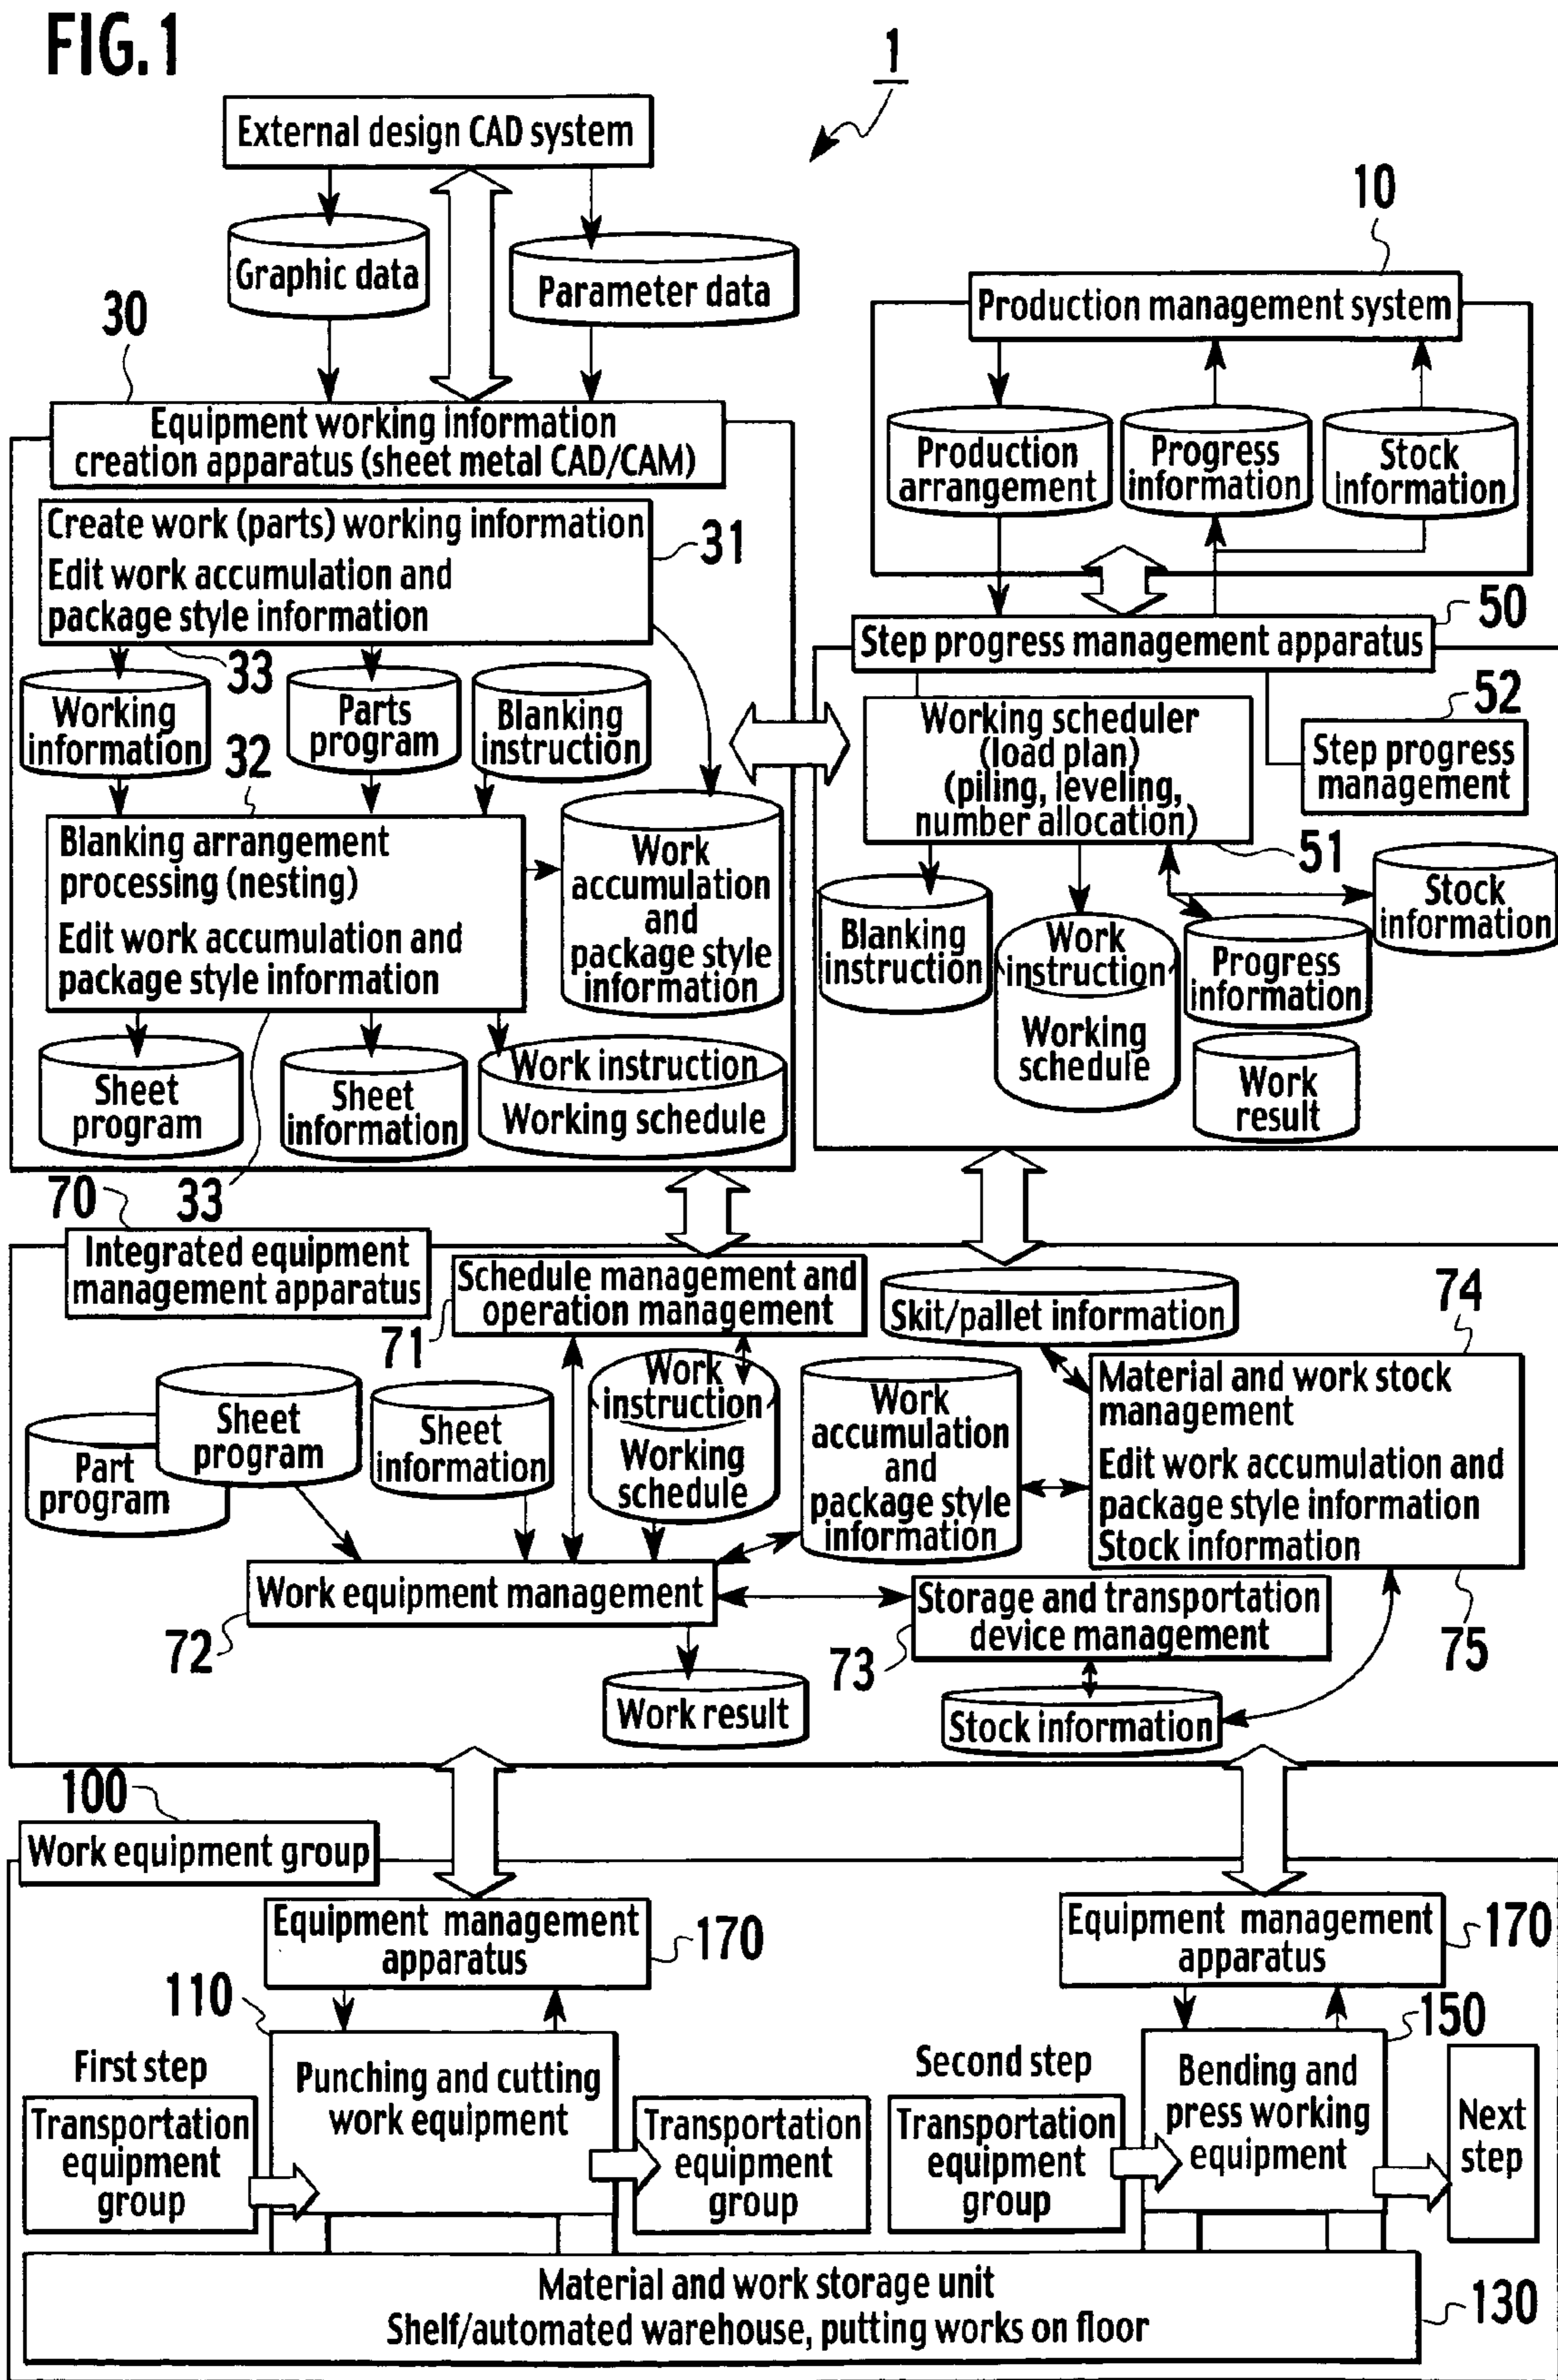 FIG.1
1
External design CAD system
Graphic data
Parameter data
10
Production management system
30
Equipment working information
creation apparatus (sheet metal CAD/CAM)
Production
arrangement
Progress
information
Stock
information
Create work (parts) working information
Edit work accumulation and
package style information
31
33
Working
information
Parts
program
Blanking
instruction
32
Blanking arrangement
processing (nesting)
Edit work accumulation and
package style information
Work
accumulation
and
package style
information
Sheet
program
Sheet
information
Work instruction
Working schedule
33
50
Step progress management apparatus
52
Working scheduler
(load plan)
(piling, leveling,
number allocation)
Step progress
management
51
Stock
information
Blanking
instruction
Work
instruction
Working
schedule
Progress
information
Work
result
70
Integrated equipment
management apparatus
Schedule management and
operation management
71
Skit/pallet information
74
Material and work stock
management
Edit work accumulation and
package style information
Stock information
75
Part
program
Sheet
program
Sheet
information
Work
instruction
Working
schedule
Work
accumulation
and
package style
information
Work equipment management
72
Storage and transportation
device management
73
Work result
Stock information
100
Work equipment group
Equipment management
apparatus
170
Equipment management
apparatus
170
110
150
First step
Transportation
equipment
group
Punching and cutting
work equipment
Transportation
equipment
group
Second step
Transportation
equipment
group
Bending and
press working
equipment
Next
step
Material and work storage unit
Shelf/automated warehouse, putting works on floor
130